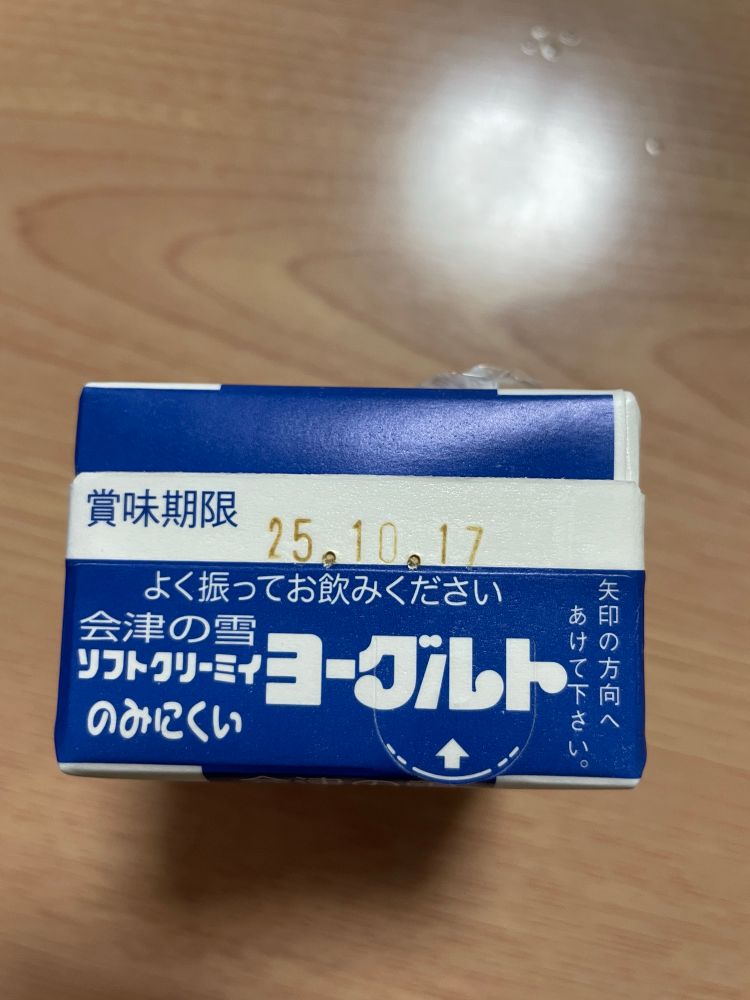 賞味期限 25.10.17
よく振ってお飲みください
会津の雪
ソフトクリーミィ
ヨーグルト
のみにくい
矢印の方向へ
あけて下さい。